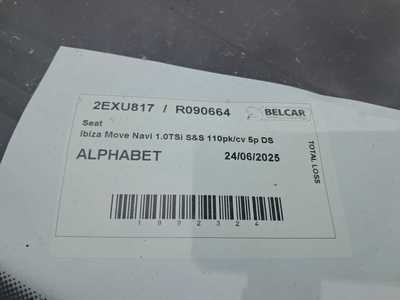 2EXU817 / R090664 BELCAR
Seat
Ibiza Move Navi 1.0TSi S&S 110pk/cv 5p DS
ALPHABET 24/06/2025
TOTAL LOSS
1892324